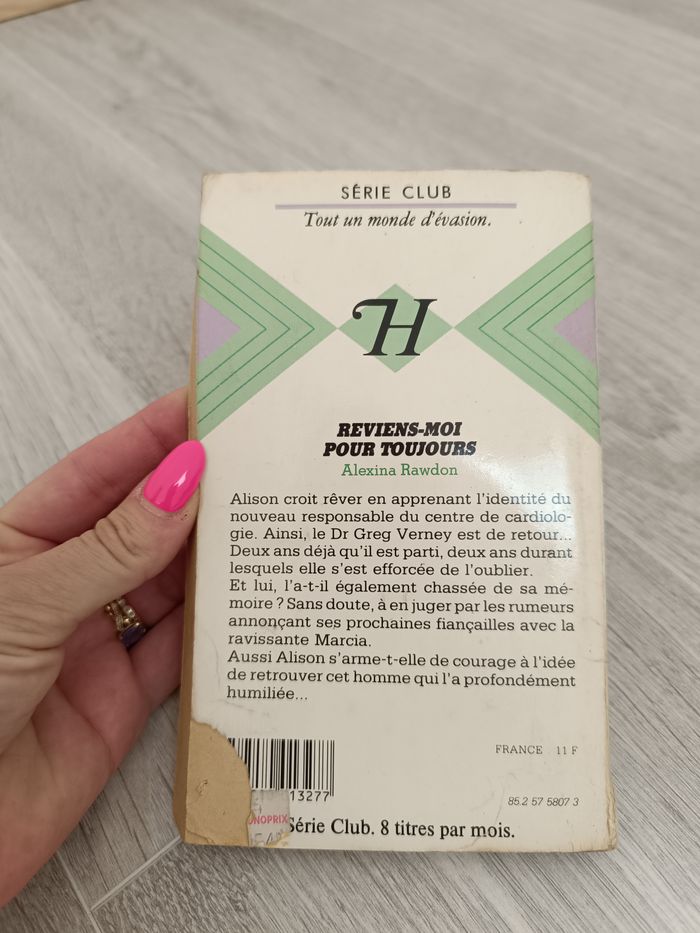 SÉRIE CLUB
Tout un monde d'évasion.
H
REVIENS-MOI
POUR TOUJOURS
Alexina Rawdon
Alison croit rêver en apprenant l'identité du
nouveau responsable du centre de cardiolo-
gie. Ainsi, le Dr Greg Verney est de retour...
Deux ans déjà qu'il est parti, deux ans durant
lesquels elle s'est efforcée de l'oublier.
Et lui, l'a-t-il également chassée de sa mé-
moire ? Sans doute, à en juger par les rumeurs
annonçant ses prochaines fiançailles avec la
ravissante Marcia.
Aussi Alison s'arme-t-elle de courage à l'idée
de retrouver cet homme qui l'a profondément
humiliée...
FRANCE 11 F
13277
85.2 57 5807 3
NOPRIX
Série Club. 8 titres par mois.